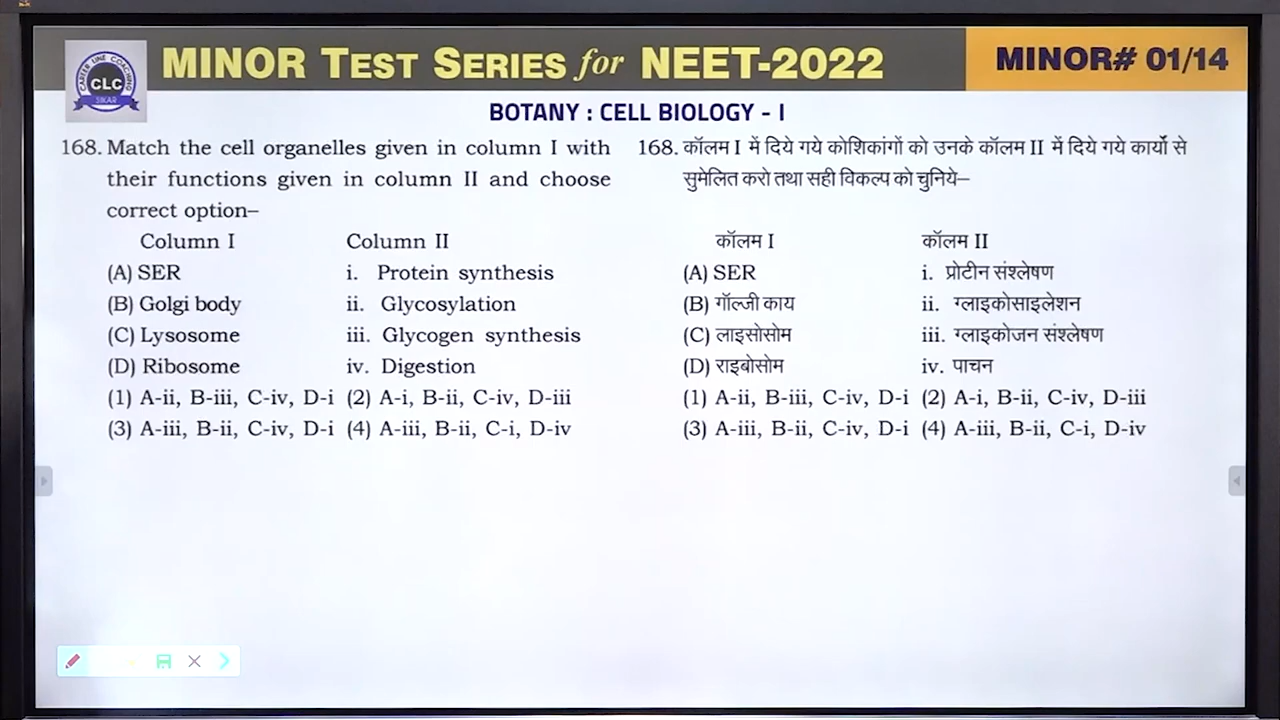 CAREER LINE COACHING
CLC
SIKAR
MINOR TEST SERIES for NEET-2022
MINOR# 01/14
BOTANY : CELL BIOLOGY - I
168. Match the cell organelles given in column I with
their functions given in column II and choose
correct option–
Column I Column II
(A) SER i. Protein synthesis
(B) Golgi body ii. Glycosylation
(C) Lysosome iii. Glycogen synthesis
(D) Ribosome iv. Digestion
(1) A-ii, B-iii, C-iv, D-i (2) A-i, B-ii, C-iv, D-iii
(3) A-iii, B-ii, C-iv, D-i (4) A-iii, B-ii, C-i, D-iv
168. कॉलम I में दिये गये कोशिकांगों को उनके कॉलम II में दिये गये कार्यों से
सुमेलित करो तथा सही विकल्प को चुनिये–
कॉलम I कॉलम II
(A) SER i. प्रोटीन संश्लेषण
(B) गॉल्जी काय ii. ग्लाइकोसाइलेशन
(C) लाइसोसोम iii. ग्लाइकोजन संश्लेषण
(D) राइबोसोम iv. पाचन
(1) A-ii, B-iii, C-iv, D-i (2) A-i, B-ii, C-iv, D-iii
(3) A-iii, B-ii, C-iv, D-i (4) A-iii, B-ii, C-i, D-iv